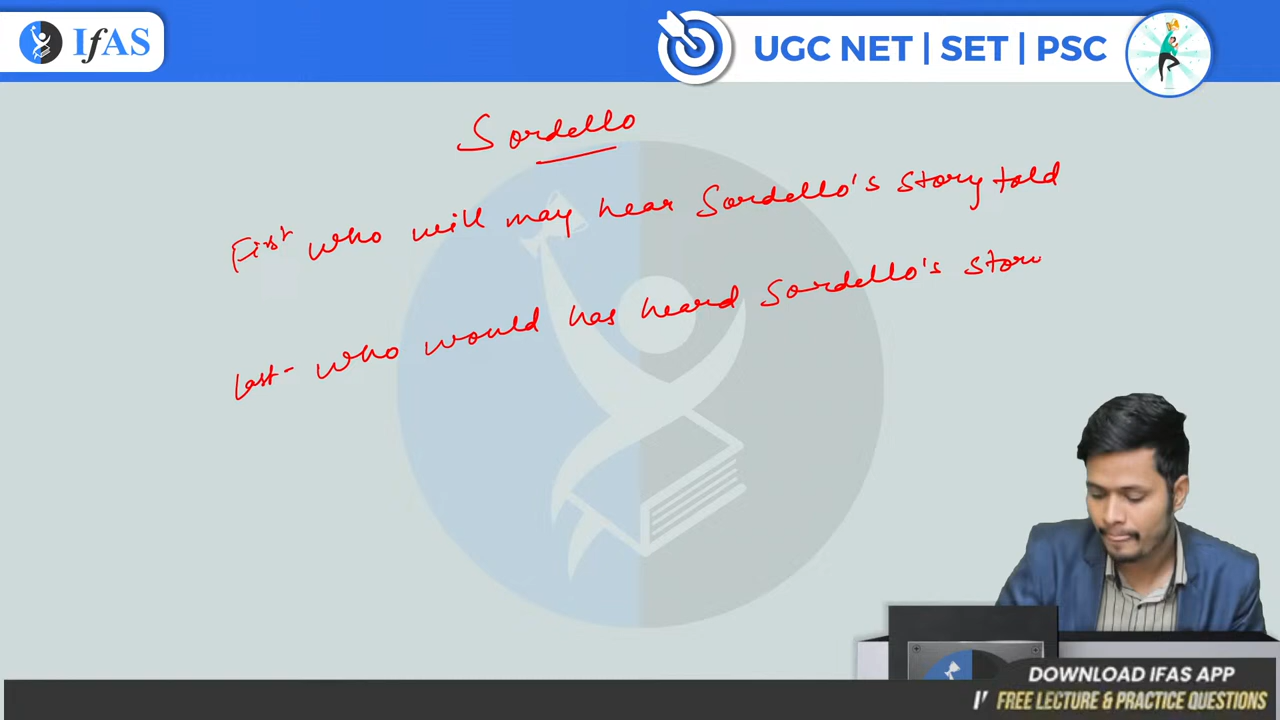 IfAS
UGC NET | SET | PSC
Sordello
First who will may hear Sordello's story told
Last - who would has heard Sordello's stor
DOWNLOAD IFAS APP
FREE LECTURE & PRACTICE QUESTIONS